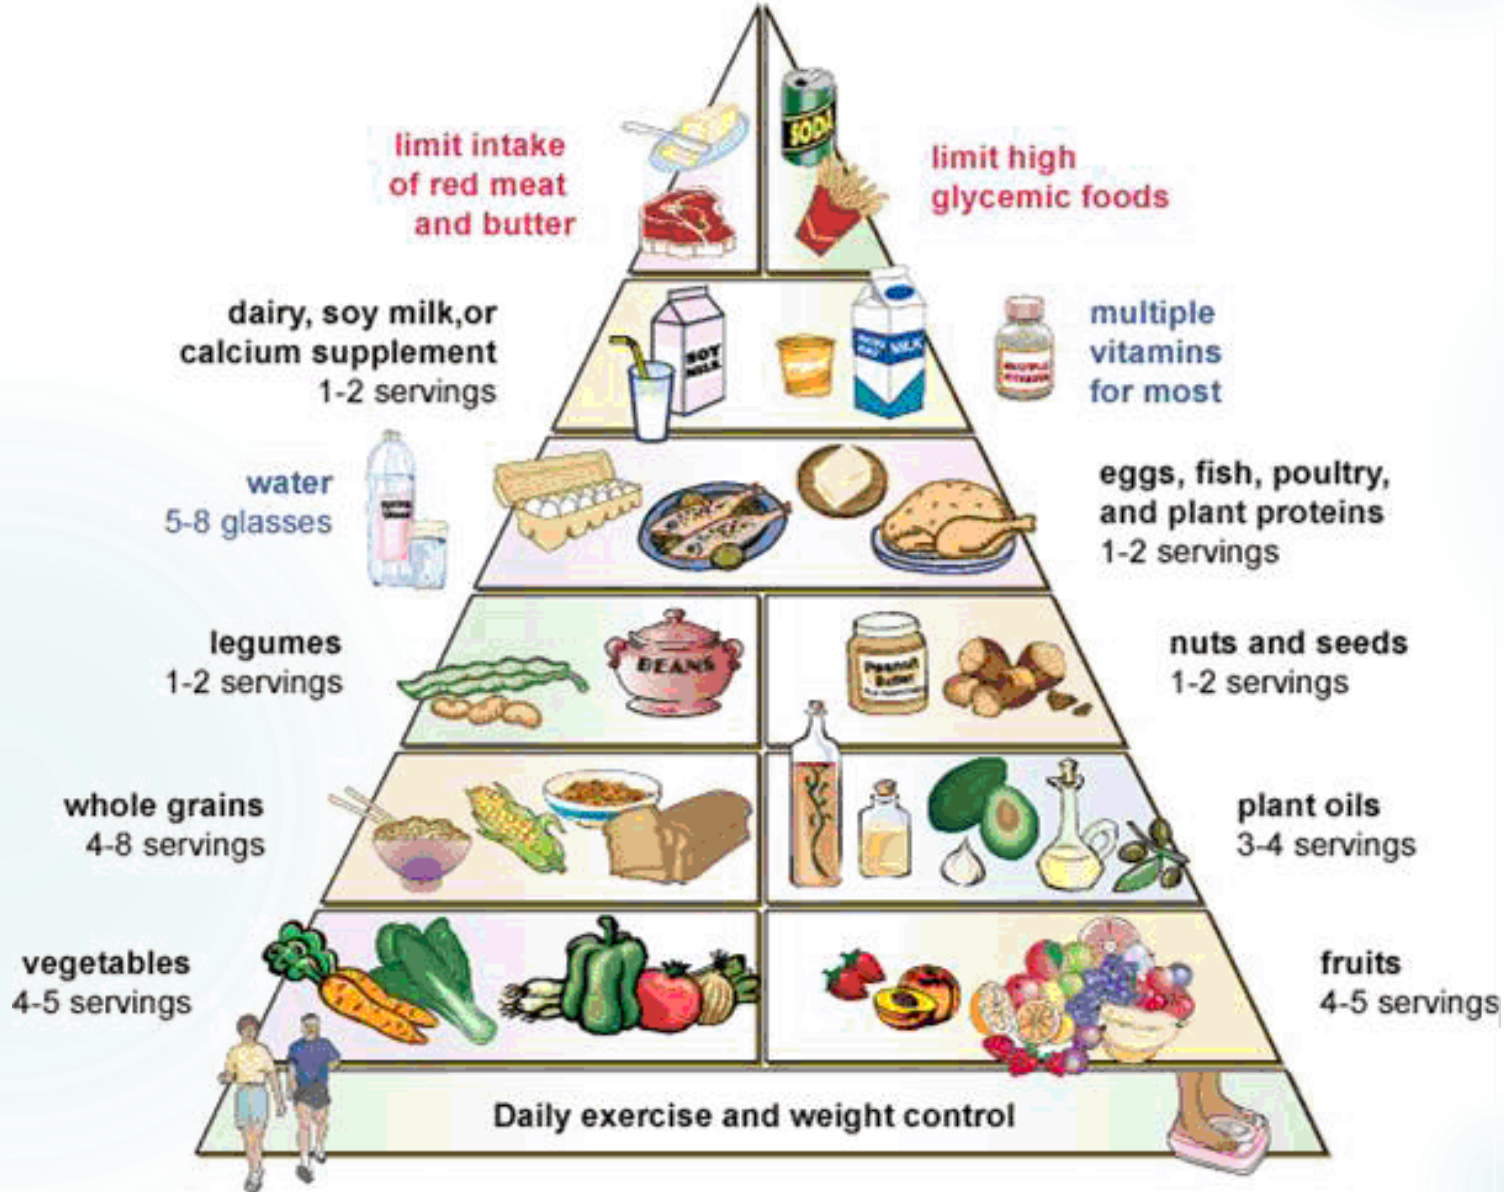 SODA
limit intake
of red meat
and butter
limit high
glycemic foods
dairy, soy milk,or
calcium supplement
1-2 servings
SOY
MILK
MILK
multiple
vitamins
for most
water
5-8 glasses
eggs, fish, poultry,
and plant proteins
1-2 servings
legumes
1-2 servings
BEANS
Peanut
Butter
nuts and seeds
1-2 servings
whole grains
4-8 servings
plant oils
3-4 servings
vegetables
4-5 servings
fruits
4-5 servings
Daily exercise and weight control